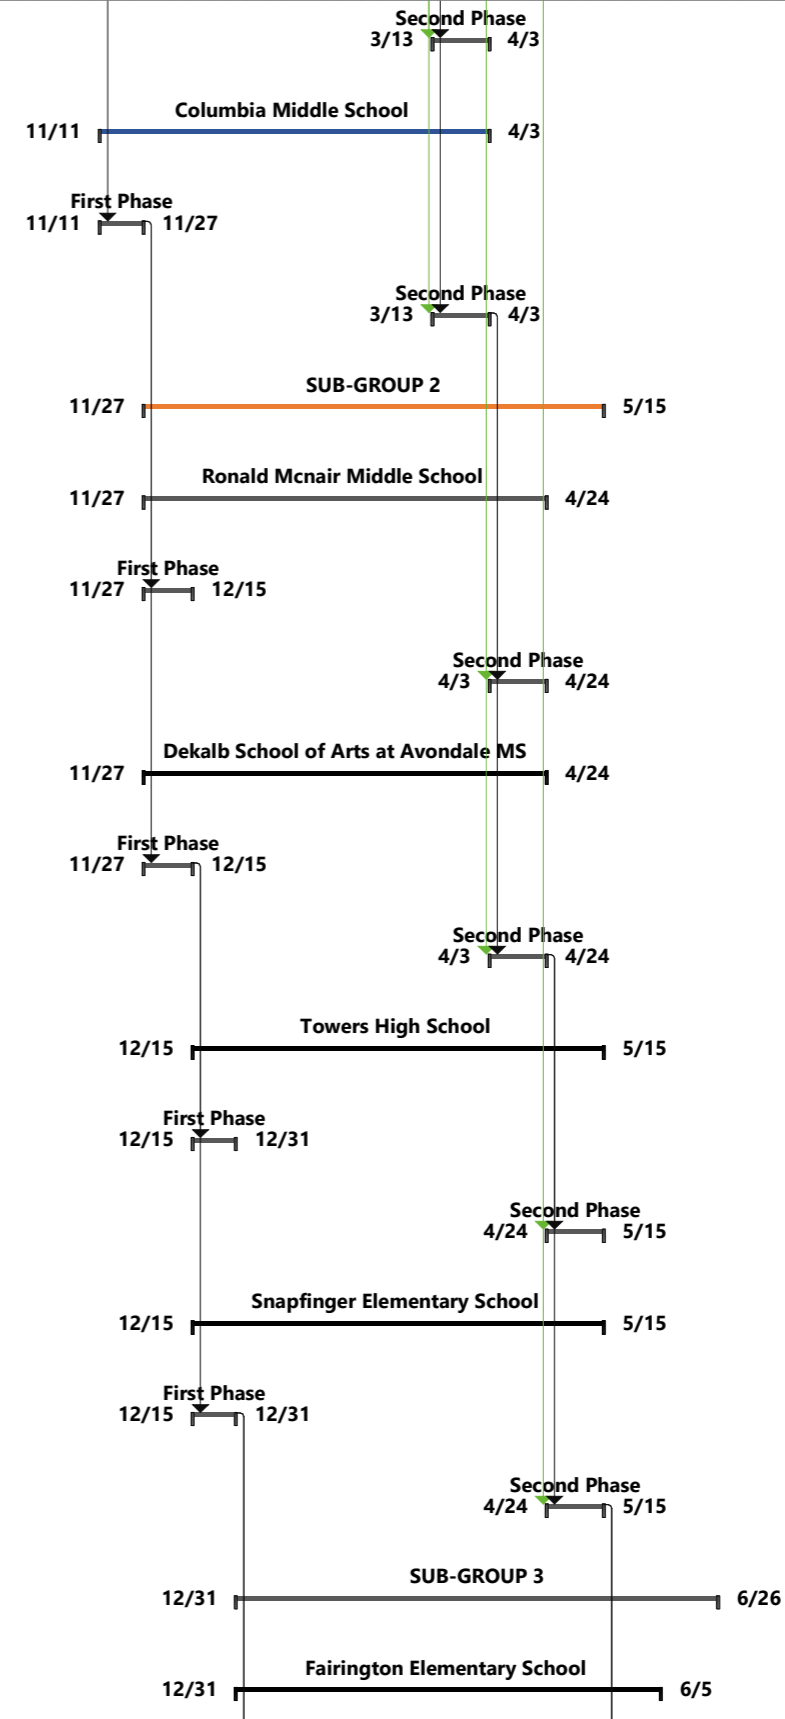 Second Phase
3/13 4/3
Columbia Middle School
11/11 4/3
First Phase
11/11 11/27
Second Phase
3/13 4/3
SUB-GROUP 2
11/27 5/15
Ronald Mcnair Middle School
11/27 4/24
First Phase
11/27 12/15
Second Phase
4/3 4/24
Dekalb School of Arts at Avondale MS
11/27 4/24
First Phase
11/27 12/15
Second Phase
4/3 4/24
Towers High School
12/15 5/15
First Phase
12/15 12/31
Second Phase
4/24 5/15
Snapfinger Elementary School
12/15 5/15
First Phase
12/15 12/31
Second Phase
4/24 5/15
SUB-GROUP 3
12/31 6/26
Fairington Elementary School
12/31 6/5